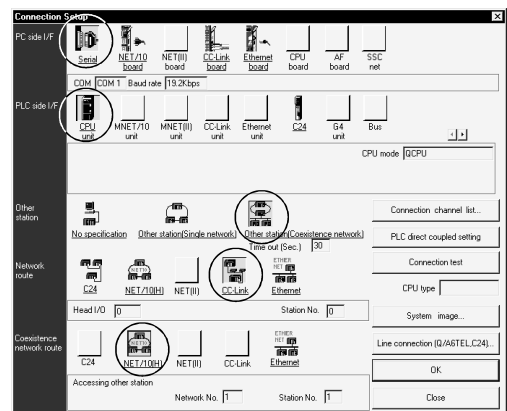 Connection Setup
PC side I/F
Serial
NET/10 board
NET(II) board
CC-Link board
Ethernet board
CPU board
AF board
SSC net
COM COM 1 Baud rate 19.2Kbps
PLC side I/F
CPU unit
MNET/10 unit
MNET(II) unit
CC-Link unit
Ethernet unit
C24
G4 unit
Bus
CPU mode QCPU
Other station
No specification
Other station(Single network)
Other station(Coexistence network)
Time out (Sec.) 30
Connection channel list...
PLC direct coupled setting
Connection test
CPU type
System image...
Line connection (Q/A6TEL,C24)...
OK
Close
Network route
C24
NET/10(H)
NET(II)
CC-Link
Ethernet
Head I/O 0
Station No. 0
Coexistence network route
C24
NET/10(H)
NET(II)
CC-Link
Ethernet
Accessing other station
Network No. 1
Station No. 1